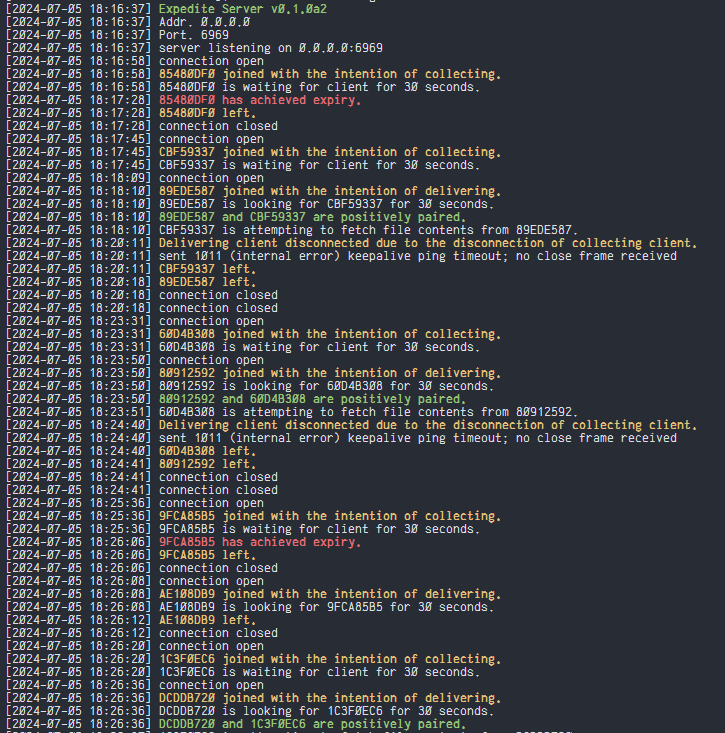 [2024-07-05 18:16:37] Expedite Server v0.1.0a2
[2024-07-05 18:16:37] Addr. 0.0.0.0
[2024-07-05 18:16:37] Port. 6969
[2024-07-05 18:16:37] server listening on 0.0.0.0:6969
[2024-07-05 18:16:58] connection open
[2024-07-05 18:16:58] 85480DF0 joined with the intention of collecting.
[2024-07-05 18:16:58] 85480DF0 is waiting for client for 30 seconds.
[2024-07-05 18:17:28] 85480DF0 has achieved expiry.
[2024-07-05 18:17:28] 85480DF0 left.
[2024-07-05 18:17:28] connection closed
[2024-07-05 18:17:45] connection open
[2024-07-05 18:17:45] CBF59337 joined with the intention of collecting.
[2024-07-05 18:17:45] CBF59337 is waiting for client for 30 seconds.
[2024-07-05 18:18:09] connection open
[2024-07-05 18:18:10] 89EDE587 joined with the intention of delivering.
[2024-07-05 18:18:10] 89EDE587 is looking for CBF59337 for 30 seconds.
[2024-07-05 18:18:10] 89EDE587 and CBF59337 are positively paired.
[2024-07-05 18:18:10] CBF59337 is attempting to fetch file contents from 89EDE587.
[2024-07-05 18:20:11] Delivering client disconnected due to the disconnection of collecting client.
[2024-07-05 18:20:11] sent 1011 (internal error) keepalive ping timeout; no close frame received
[2024-07-05 18:20:11] CBF59337 left.
[2024-07-05 18:20:18] 89EDE587 left.
[2024-07-05 18:20:18] connection closed
[2024-07-05 18:20:18] connection closed
[2024-07-05 18:23:31] connection open
[2024-07-05 18:23:31] 60D4B308 joined with the intention of collecting.
[2024-07-05 18:23:31] 60D4B308 is waiting for client for 30 seconds.
[2024-07-05 18:23:50] connection open
[2024-07-05 18:23:50] 80912592 joined with the intention of delivering.
[2024-07-05 18:23:50] 80912592 is looking for 60D4B308 for 30 seconds.
[2024-07-05 18:23:50] 80912592 and 60D4B308 are positively paired.
[2024-07-05 18:23:51] 60D4B308 is attempting to fetch file contents from 80912592.
[2024-07-05 18:24:40] Delivering client disconnected due to the disconnection of collecting client.
[2024-07-05 18:24:40] sent 1011 (internal error) keepalive ping timeout; no close frame received
[2024-07-05 18:24:40] 60D4B308 left.
[2024-07-05 18:24:41] 80912592 left.
[2024-07-05 18:24:41] connection closed
[2024-07-05 18:24:41] connection closed
[2024-07-05 18:25:36] connection open
[2024-07-05 18:25:36] 9FCA85B5 joined with the intention of collecting.
[2024-07-05 18:25:36] 9FCA85B5 is waiting for client for 30 seconds.
[2024-07-05 18:26:06] 9FCA85B5 has achieved expiry.
[2024-07-05 18:26:06] 9FCA85B5 left.
[2024-07-05 18:26:06] connection closed
[2024-07-05 18:26:08] connection open
[2024-07-05 18:26:08] AE108DB9 joined with the intention of delivering.
[2024-07-05 18:26:08] AE108DB9 is looking for 9FCA85B5 for 30 seconds.
[2024-07-05 18:26:12] AE108DB9 left.
[2024-07-05 18:26:12] connection closed
[2024-07-05 18:26:20] connection open
[2024-07-05 18:26:20] 1C3F0EC6 joined with the intention of collecting.
[2024-07-05 18:26:20] 1C3F0EC6 is waiting for client for 30 seconds.
[2024-07-05 18:26:36] connection open
[2024-07-05 18:26:36] DCDDB720 joined with the intention of delivering.
[2024-07-05 18:26:36] DCDDB720 is looking for 1C3F0EC6 for 30 seconds.
[2024-07-05 18:26:36] DCDDB720 and 1C3F0EC6 are positively paired.